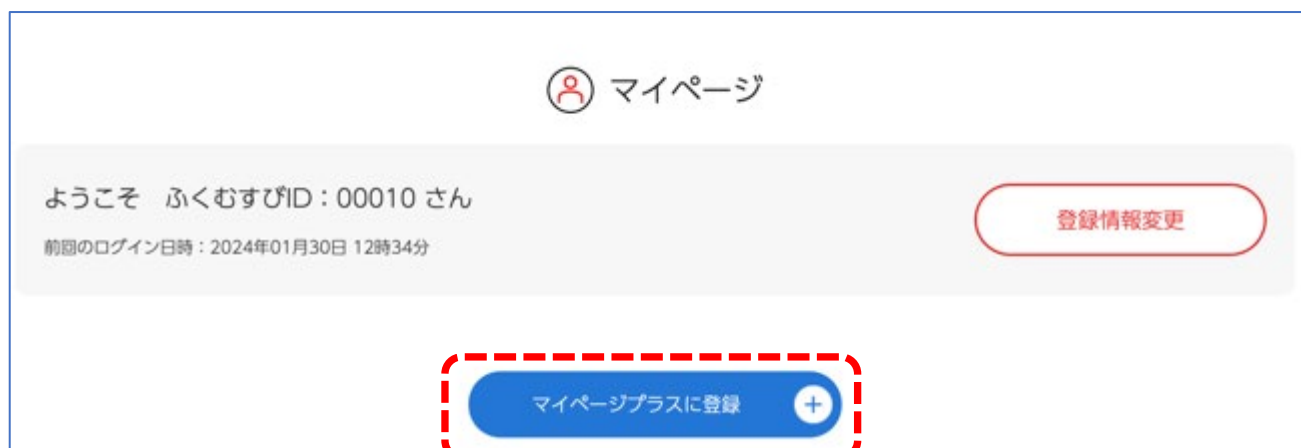 マイページ
ようこそ　ふくむすびID：00010 さん
登録情報変更
前回のログイン日時：2024年01月30日 12時34分
マイページプラスに登録